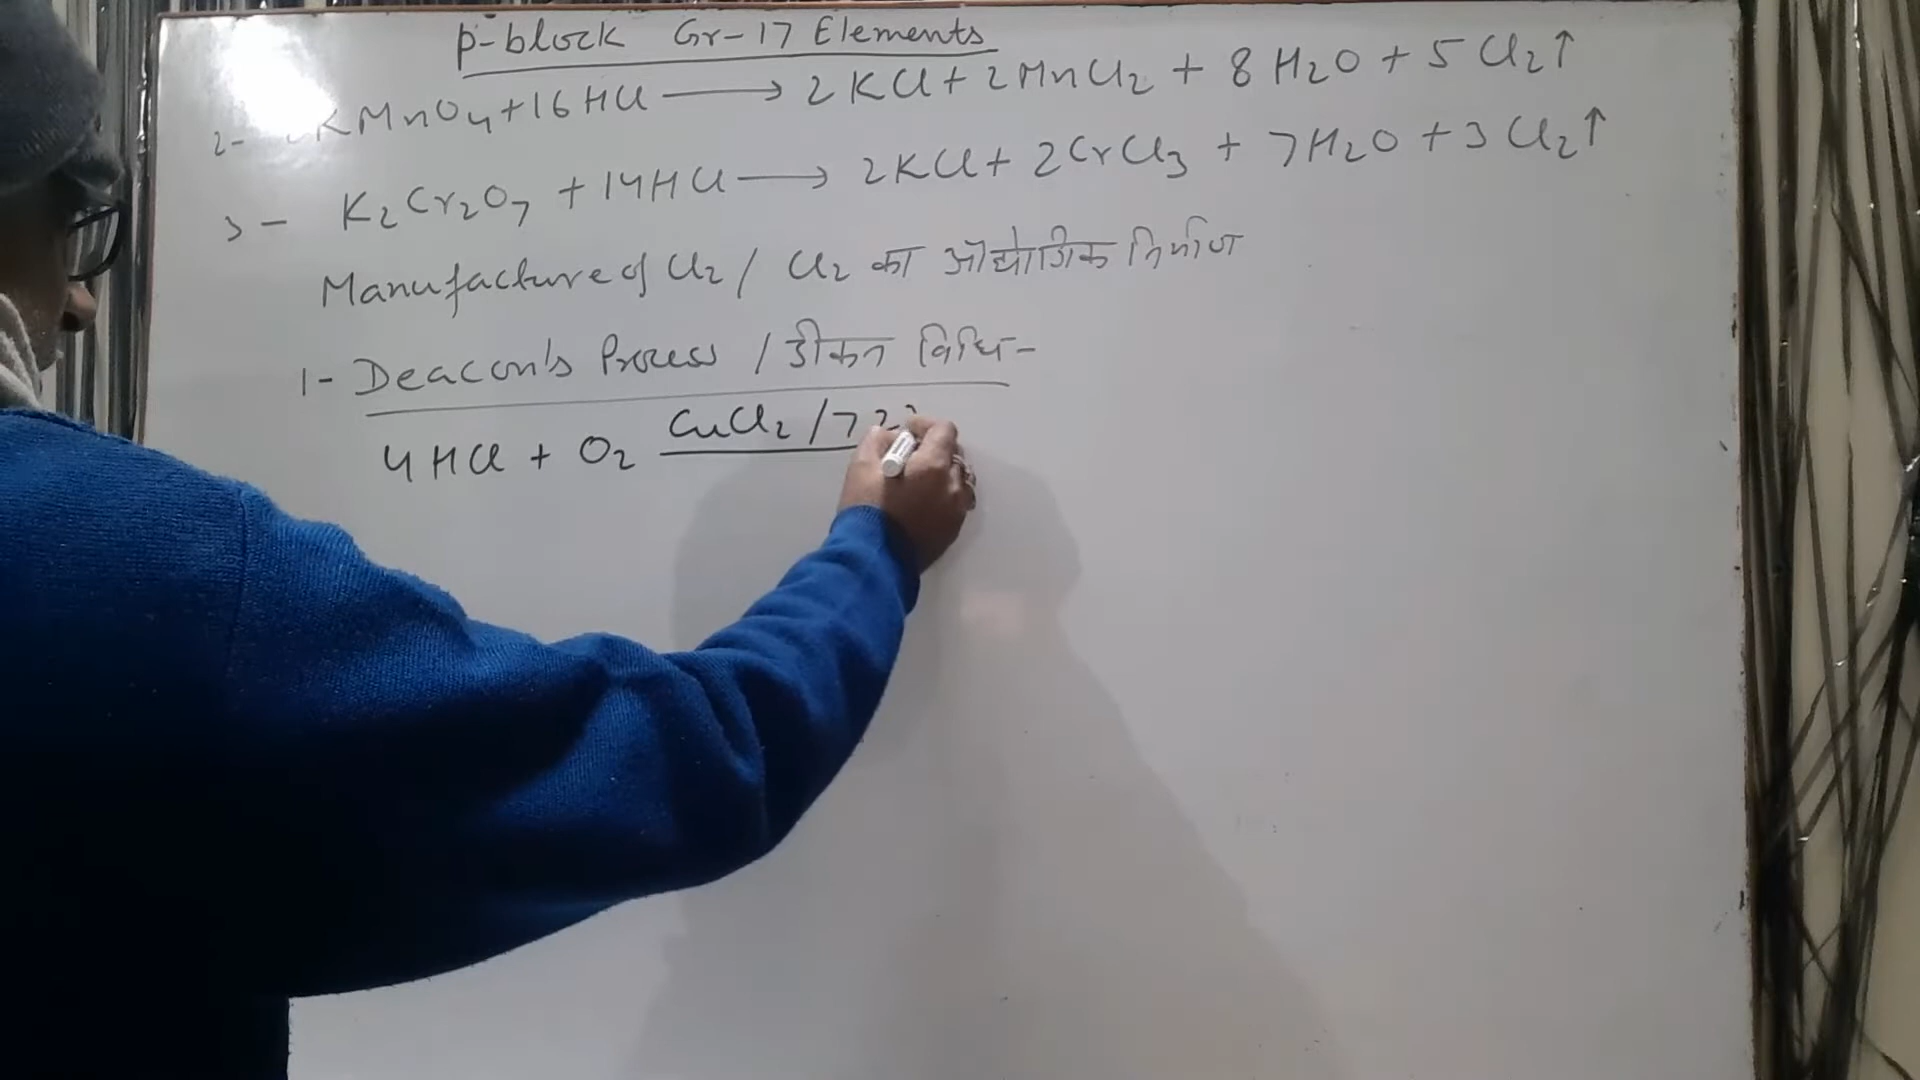 p-block Gr-17 Elements
2- KMnO4 + 16HCl ⟶ 2KCl + 2MnCl2 + 8H2O + 5Cl2↑
3- K2Cr2O7 + 14HCl ⟶ 2KCl + 2CrCl3 + 7H2O + 3Cl2↑
Manufacture of Cl2 / Cl2 का औद्योगिक निर्माण
1- Deacon's Process / डीकन विधि-
CuCl2 / 72
4HCl + O2